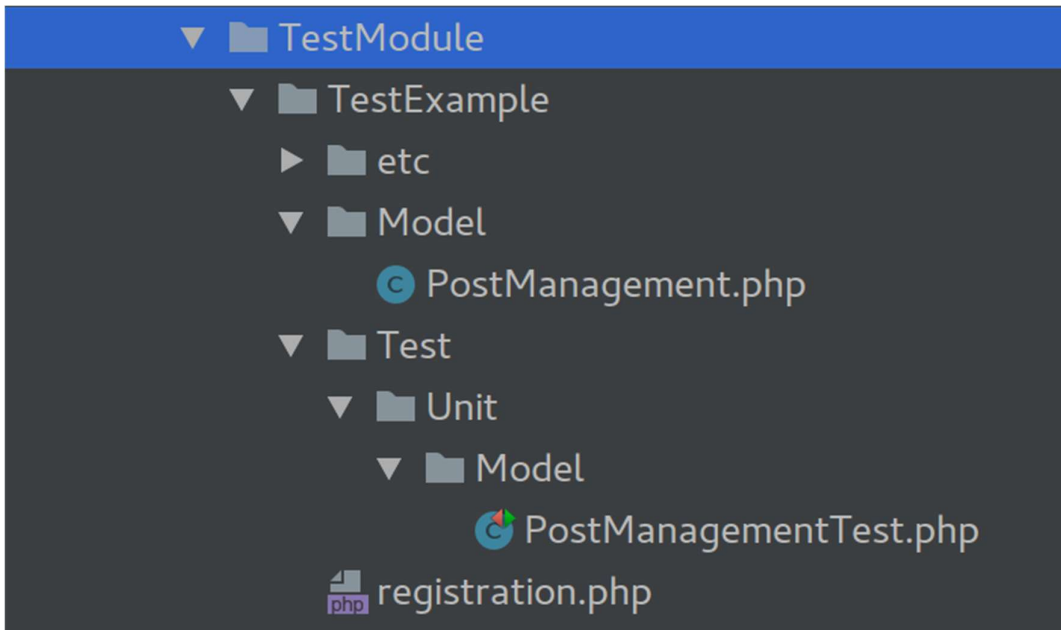 TestModule
TestExample
etc
Model
C PostManagement.php
Test
Unit
Model
C PostManagementTest.php
php registration.php